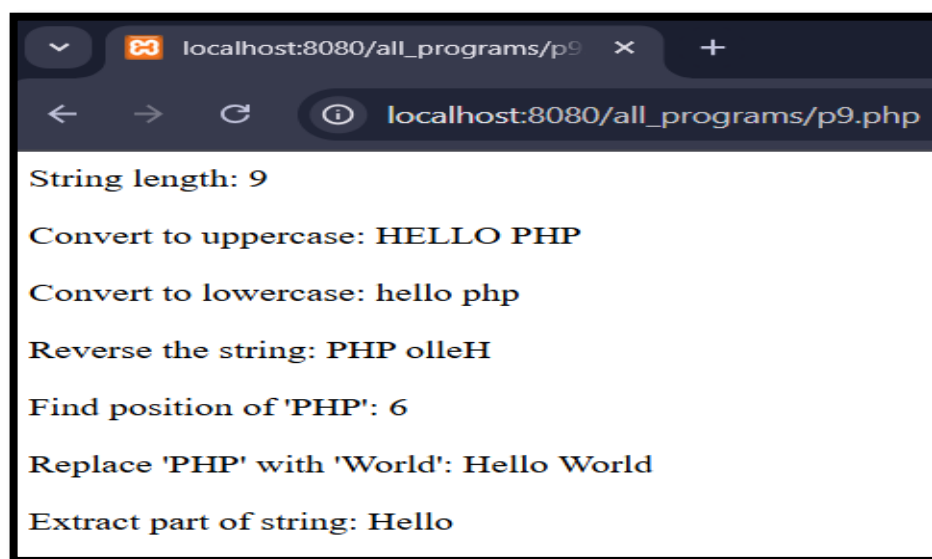 localhost:8080/all_programs/p9
localhost:8080/all_programs/p9.php
String length: 9
Convert to uppercase: HELLO PHP
Convert to lowercase: hello php
Reverse the string: PHP olleH
Find position of 'PHP': 6
Replace 'PHP' with 'World': Hello World
Extract part of string: Hello